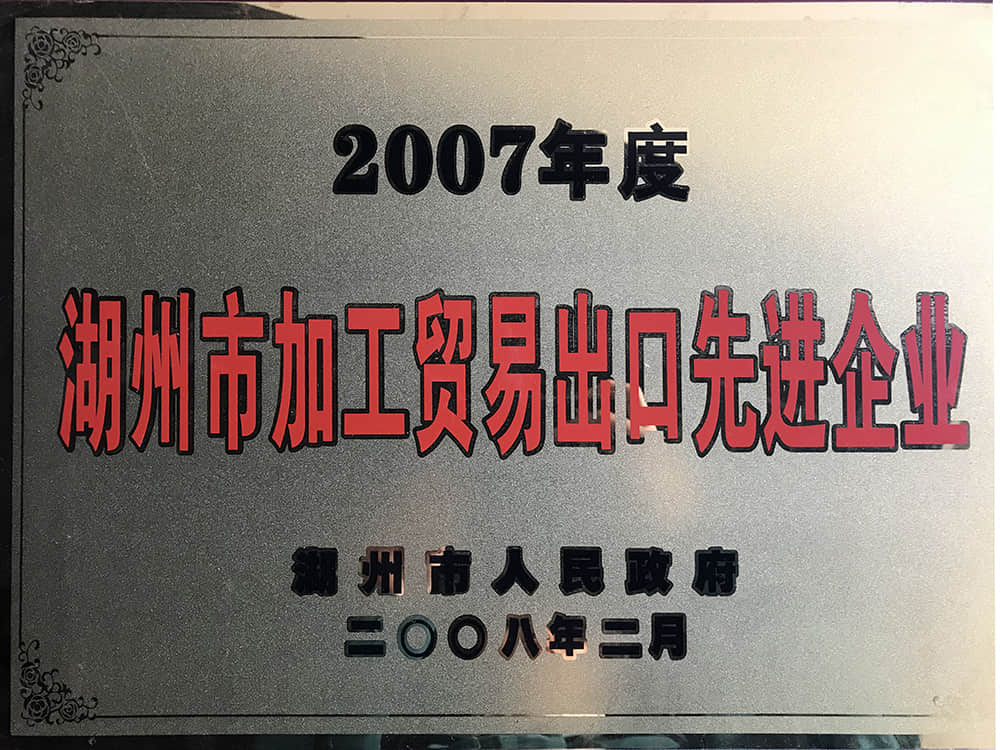 2007年度
湖州市加工贸易出口先进企业
湖州市人民政府
二〇〇八年二月